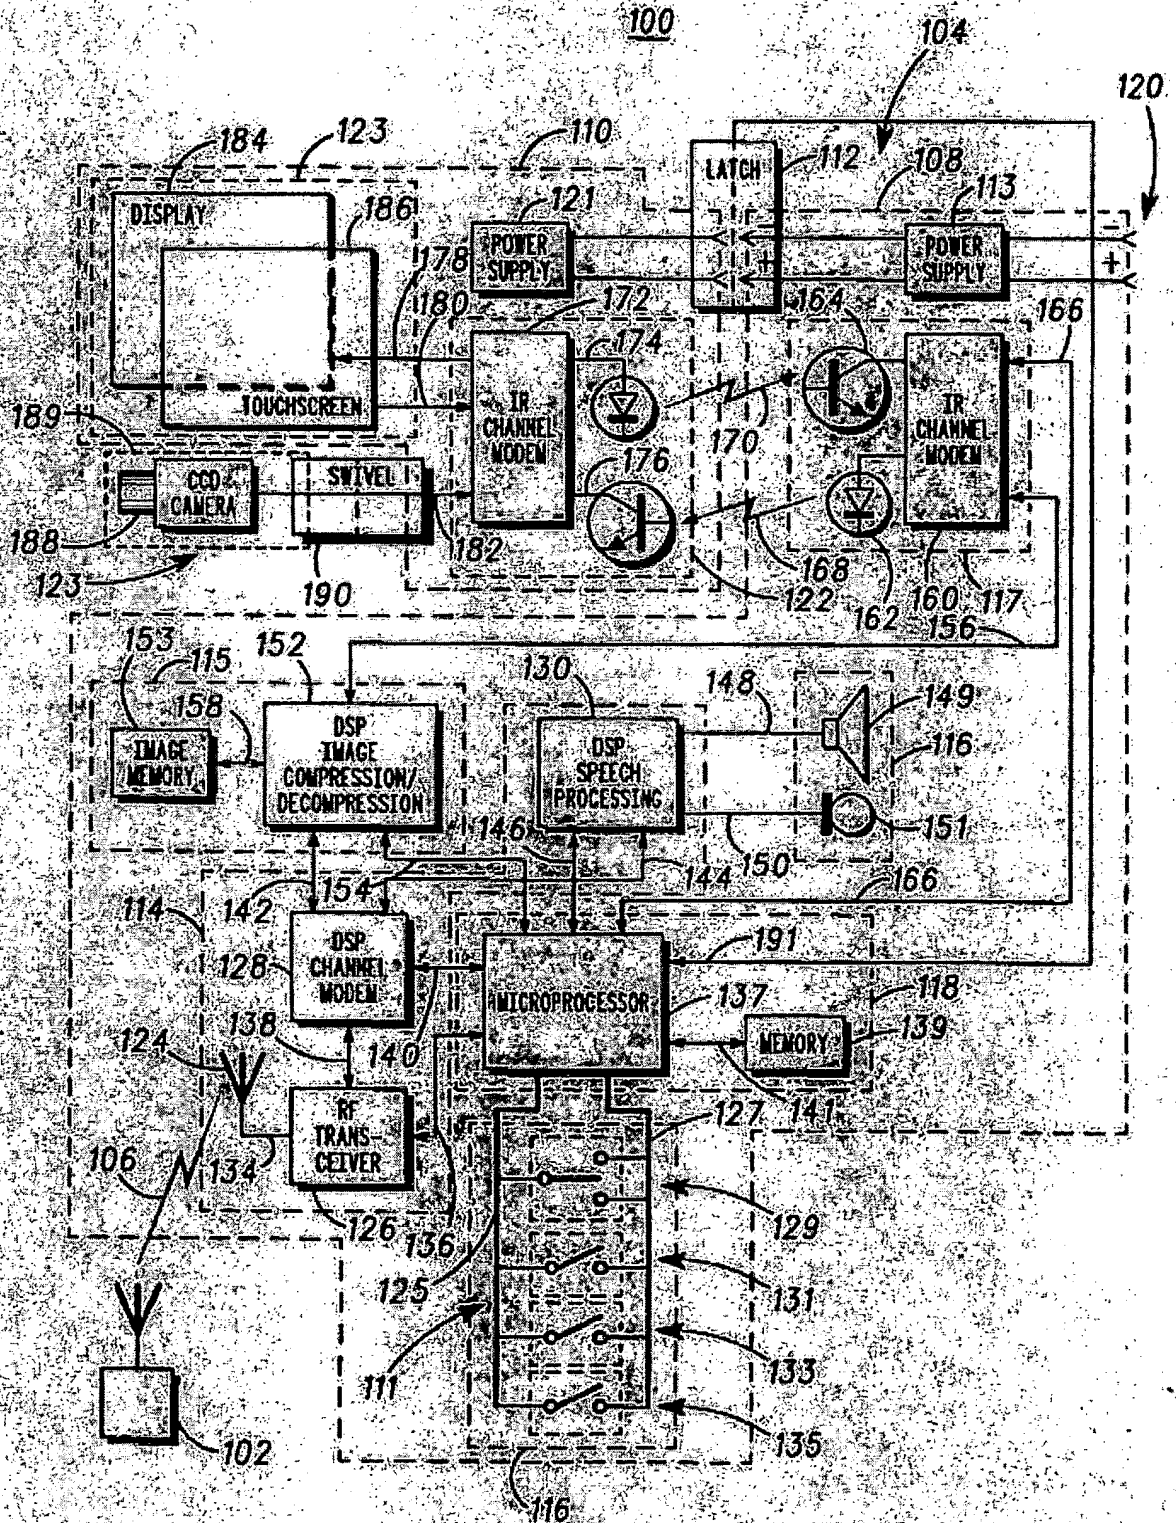 100
104
120
184
123
110
112
108
113
LATCH
DISPLAY
186
121
POWER
SUPPLY
178
180
172
+
POWER
SUPPLY
-
+
164
166
174
IR
CHANNEL
MODEM
170
IR
CHANNEL
MODEM
TOUCHSCREEN
189
CCD
CAMERA
SWIVEL
176
188
182
123
190
168
122
162
160
117
156
153
115
152
130
148
149
158
116
IMAGE
MEMORY
DSP
IMAGE
COMPRESSION/
DECOMPRESSION
DSP
SPEECH
PROCESSING
146
151
150
154
144
166
142
114
DSP
CHANNEL
MODEM
128
191
MICROPROCESSOR
137
118
138
124
140
MEMORY
139
RF
TRANS-
CEIVER
127
141
106
134
126
136
129
125
131
111
133
102
135
116